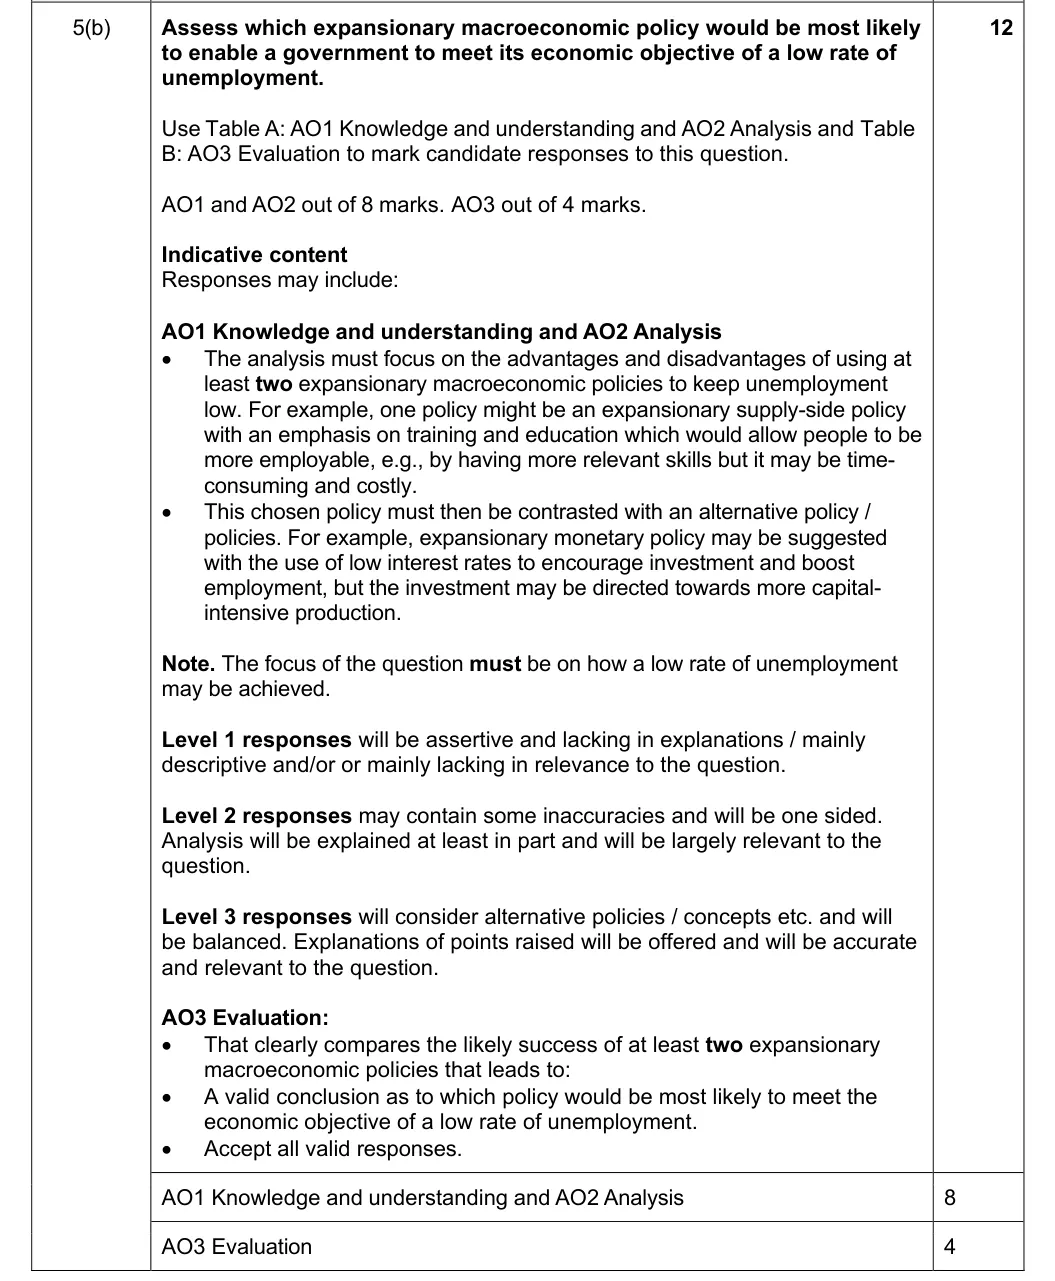 5(b)
Assess which expansionary macroeconomic policy would be most likely
to enable a government to meet its economic objective of a low rate of
unemployment.
12
Use Table A: AO1 Knowledge and understanding and AO2 Analysis and Table
B: AO3 Evaluation to mark candidate responses to this question.
AO1 and AO2 out of 8 marks. AO3 out of 4 marks.
Indicative content
Responses may include:
AO1 Knowledge and understanding and AO2 Analysis
• The analysis must focus on the advantages and disadvantages of using at
least two expansionary macroeconomic policies to keep unemployment
low. For example, one policy might be an expansionary supply-side policy
with an emphasis on training and education which would allow people to be
more employable, e.g., by having more relevant skills but it may be time-
consuming and costly.
• This chosen policy must then be contrasted with an alternative policy /
policies. For example, expansionary monetary policy may be suggested
with the use of low interest rates to encourage investment and boost
employment, but the investment may be directed towards more capital-
intensive production.
Note. The focus of the question must be on how a low rate of unemployment
may be achieved.
Level 1 responses will be assertive and lacking in explanations / mainly
descriptive and/or or mainly lacking in relevance to the question.
Level 2 responses may contain some inaccuracies and will be one sided.
Analysis will be explained at least in part and will be largely relevant to the
question.
Level 3 responses will consider alternative policies / concepts etc. and will
be balanced. Explanations of points raised will be offered and will be accurate
and relevant to the question.
AO3 Evaluation:
• That clearly compares the likely success of at least two expansionary
macroeconomic policies that leads to:
• A valid conclusion as to which policy would be most likely to meet the
economic objective of a low rate of unemployment.
• Accept all valid responses.
AO1 Knowledge and understanding and AO2 Analysis 8
AO3 Evaluation 4